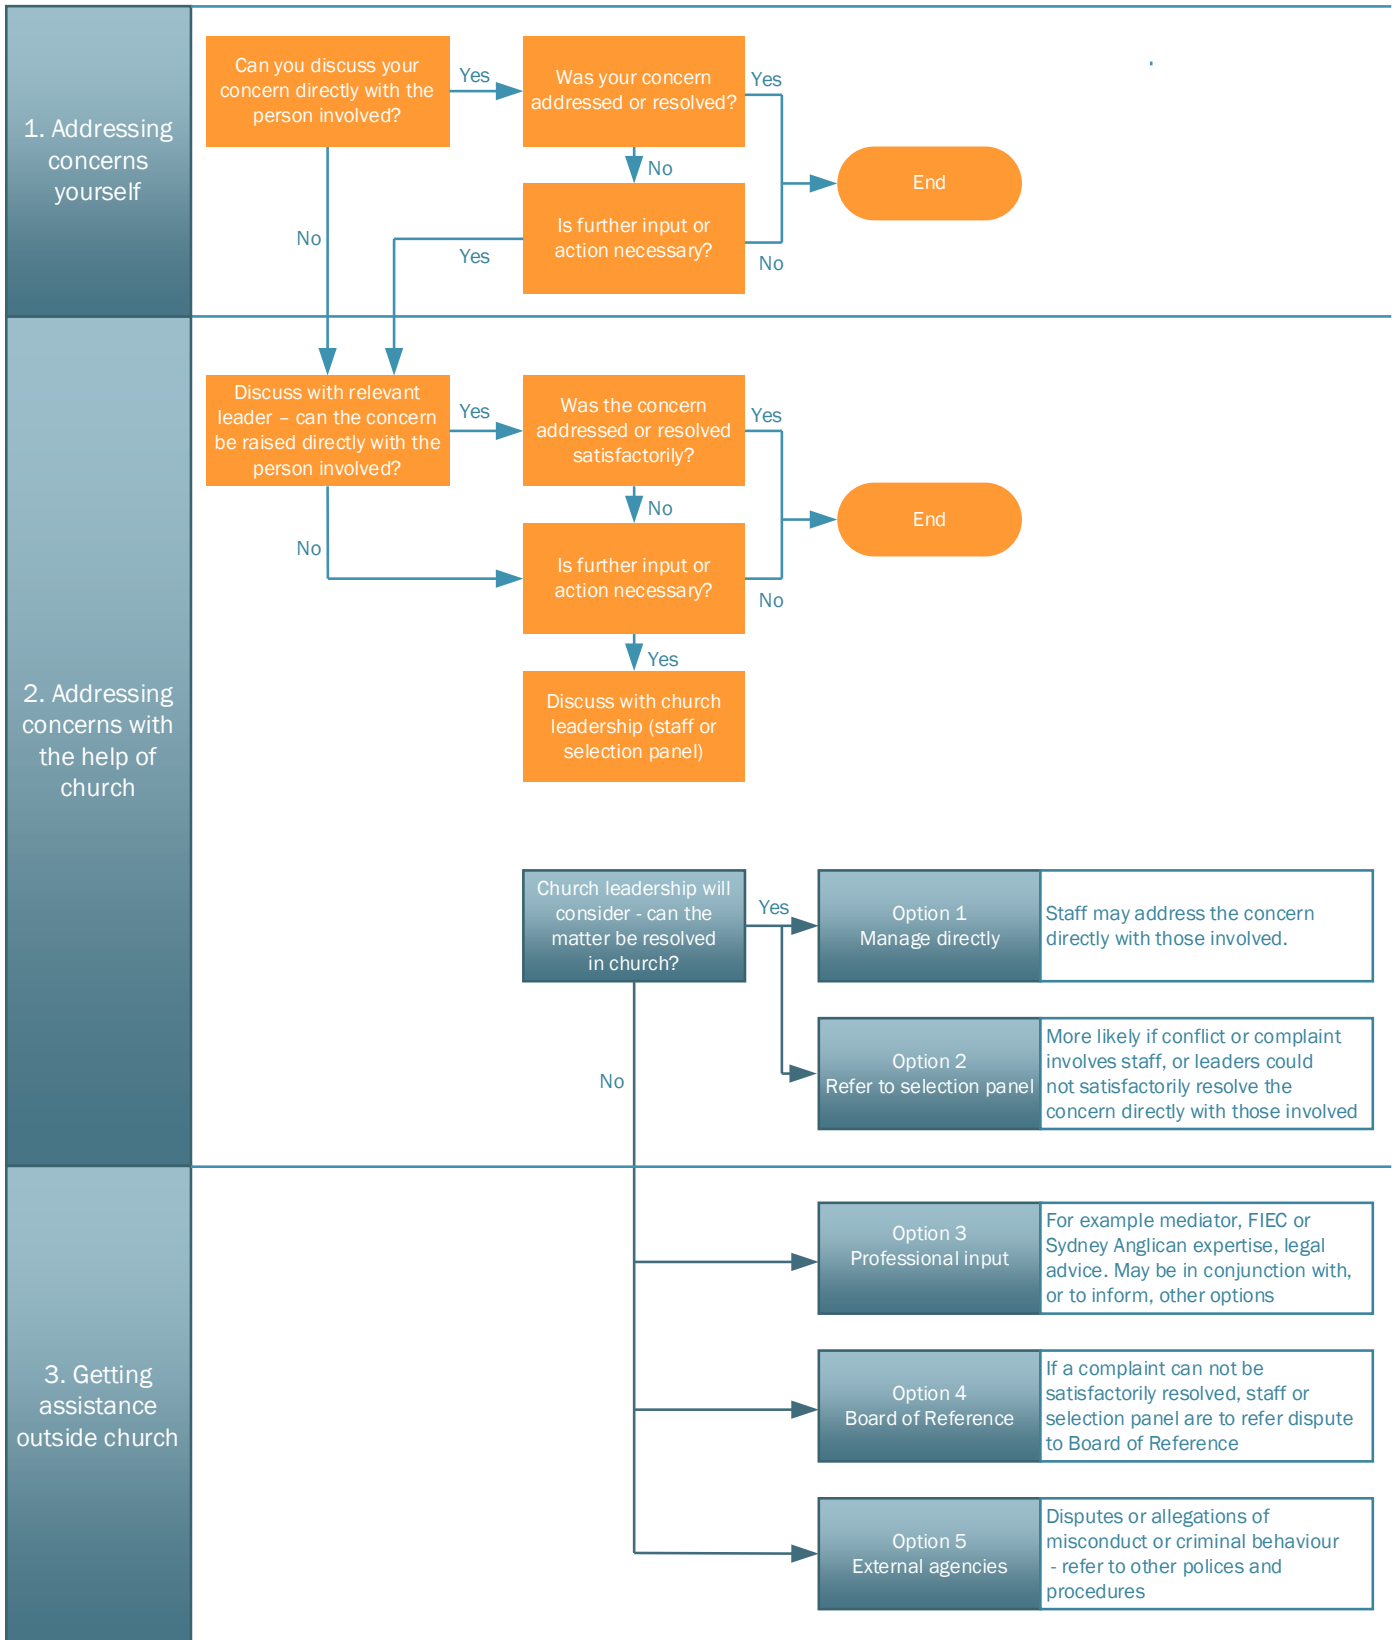 1. Addressing
concerns
yourself
Can you discuss your
concern directly with the
person involved?
Yes
Was your concern
addressed or resolved?
Yes
No
End
No
Is further input or
action necessary?
Yes
No
2. Addressing
concerns with
the help of
church
Discuss with relevant
leader – can the concern
be raised directly with the
person involved?
Yes
Was the concern
addressed or resolved
satisfactorily?
Yes
No
End
No
Is further input or
action necessary?
No
Yes
Discuss with church
leadership (staff or
selection panel)
Church leadership will
consider - can the
matter be resolved
in church?
Yes
Option 1
Manage directly
Staff may address the concern
directly with those involved.
No
Option 2
Refer to selection panel
More likely if conflict or complaint
involves staff, or leaders could
not satisfactorily resolve the
concern directly with those involved
3. Getting
assistance
outside church
Option 3
Professional input
For example mediator, FIEC or
Sydney Anglican expertise, legal
advice. May be in conjunction with,
or to inform, other options
Option 4
Board of Reference
If a complaint can not be
satisfactorily resolved, staff or
selection panel are to refer dispute
to Board of Reference
Option 5
External agencies
Disputes or allegations of
misconduct or criminal behaviour
- refer to other polices and
procedures